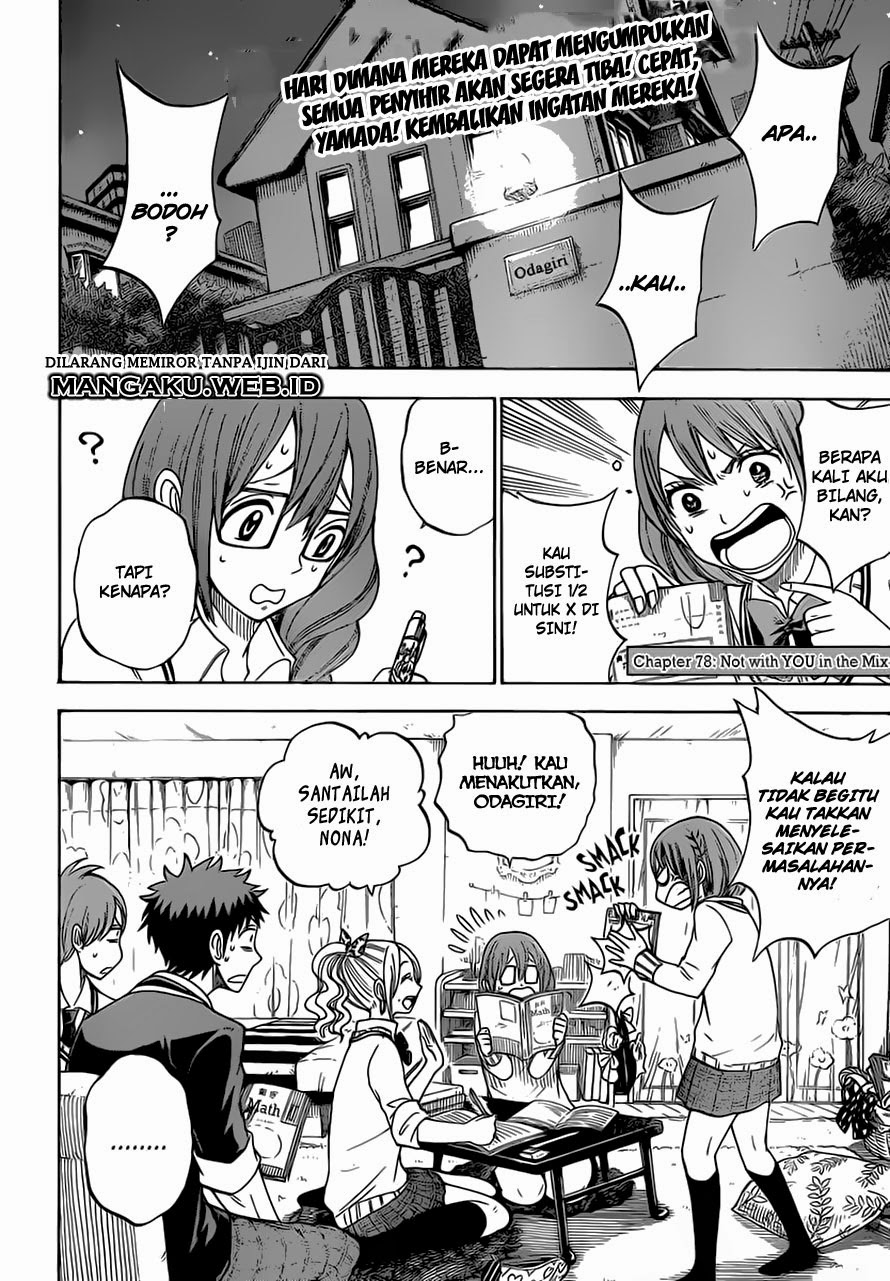 HARI DIMANA MEREKA DAPAT MENGUMPULKAN
SEMUA PENYIHIR AKAN SEGERA TIBA! CEPAT,
YAMADA! KEMBALIKAN INGATAN MEREKA!
APA..
..KAU..
...
BODOH
?
Odagiri
DILARANG MEMIROR TANPA IJIN DARI
MANGAKU.WEB.ID
BERAPA
KALI AKU
BILANG,
KAN?
KAU
SUBSTI-
TUSI 1/2
UNTUK X DI
SINI!
Chapter 78: Not with YOU in the Mix
B-
BENAR...
?
?
TAPI
KENAPA?
KALAU
TIDAK BEGITU
KAU TAKKAN
MENYELE-
SAIKAN PER-
MASALAHAN-
NYA!
HUUH! KAU
MENAKUTKAN,
ODAGIRI!
AW,
SANTAILAH
SEDIKIT,
NONA!
SMACK
SMACK
Math
Math
.........